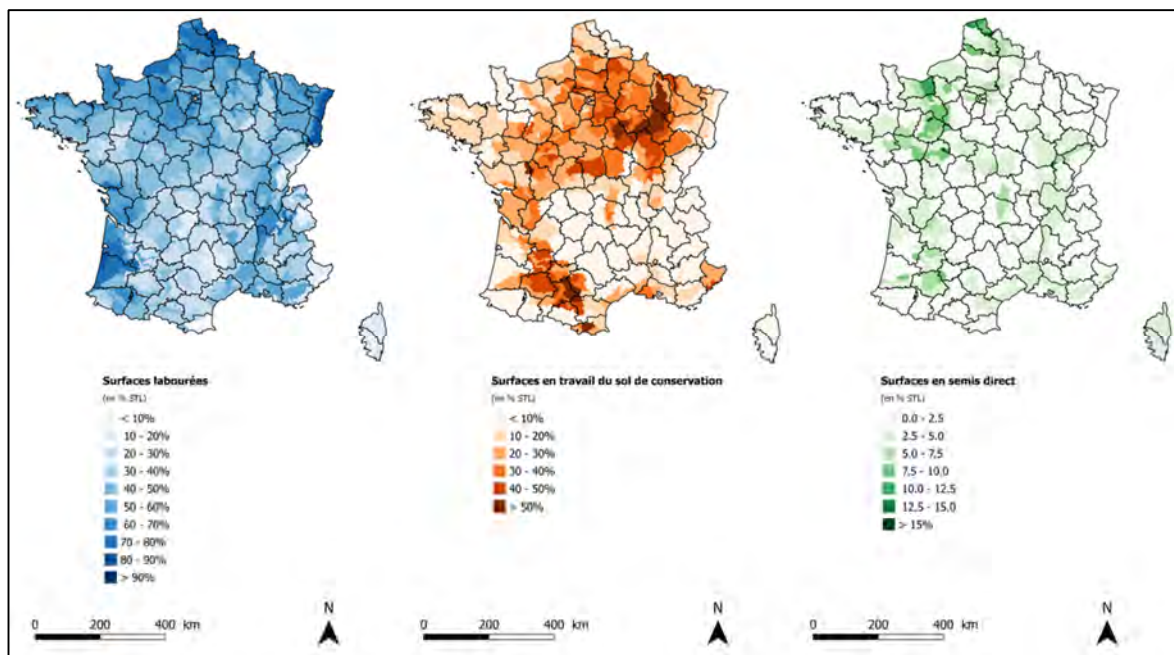 Surfaces labourées
(en % STL)
< 10%
10 - 20%
20 - 30%
30 - 40%
40 - 50%
50 - 60%
60 - 70%
70 - 80%
80 - 90%
> 90%
N
0 200 400 km
Surfaces en travail du sol de conservation
(en % STL)
< 10%
10 - 20%
20 - 30%
30 - 40%
40 - 50%
> 50%
N
0 200 400 km
Surfaces en semis direct
(en % STL)
0.0 - 2.5
2.5 - 5.0
5.0 - 7.5
7.5 - 10.0
10.0 - 12.5
12.5 - 15.0
> 15%
N
0 200 400 km